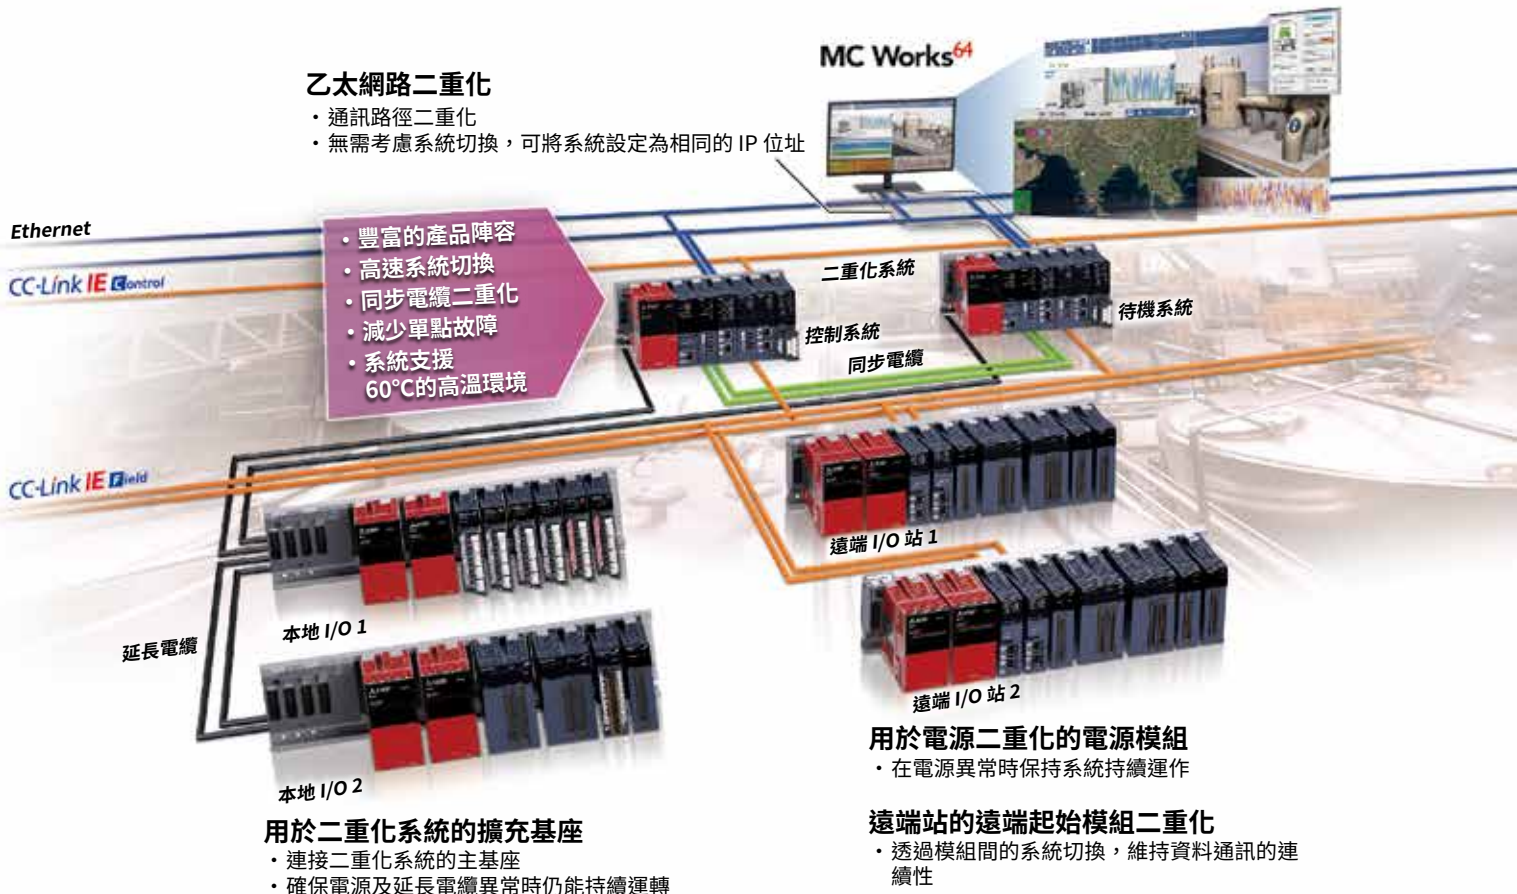 MC Works64
乙太網路二重化
・通訊路徑二重化
・無需考慮系統切換，可將系統設定為相同的 IP 位址
Ethernet
CC-Link IE Control
・豐富的產品陣容
・高速系統切換
・同步電纜二重化
・減少單點故障
・系統支援
60℃的高溫環境
二重化系統
控制系統
待機系統
同步電纜
CC-Link IE Field
遠端 I/O 站 1
本地 I/O 1
延長電纜
遠端 I/O 站 2
本地 I/O 2
用於二重化系統的擴充基座
・連接二重化系統的主基座
・確保電源及延長電纜異常時仍能持續運轉
用於電源二重化的電源模組
・在電源異常時保持系統持續運作
遠端站的遠端起始模組二重化
・透過模組間的系統切換，維持資料通訊的連
續性